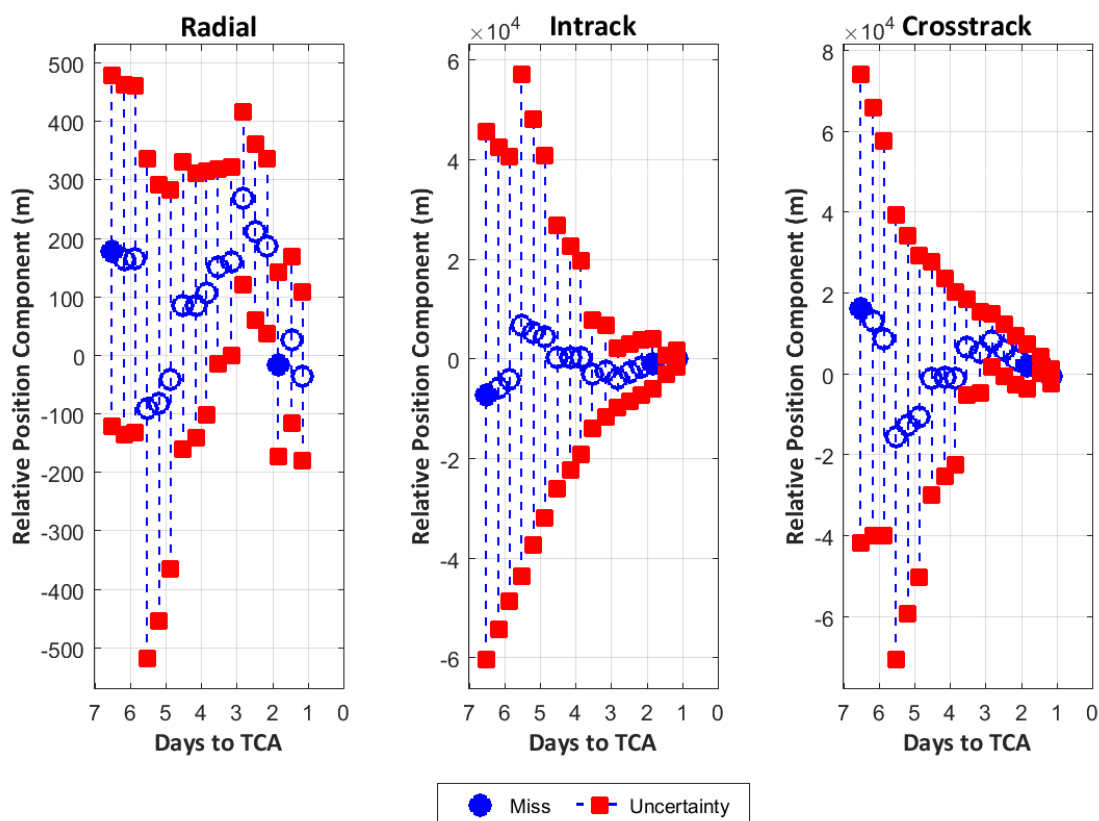 Radial
Relative Position Component (m)
500
400
300
200
100
0
-100
-200
-300
-400
-500
7 6 5 4 3 2 1 0
Days to TCA
Intrack
×10⁴
Relative Position Component (m)
6
4
2
0
-2
-4
-6
7 6 5 4 3 2 1 0
Days to TCA
Crosstrack
×10⁴
Relative Position Component (m)
8
6
4
2
0
-2
-4
-6
7 6 5 4 3 2 1 0
Days to TCA
Miss Uncertainty